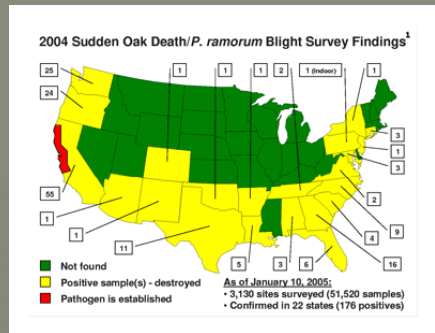 2004 Sudden Oak Death/P. ramorum Blight Survey Findings1
25
1
1
1
2
1 (Indoor)
1
24
3
1
3
55
2
1
9
1
4
11
5
3
6
16
Not found
Positive sample(s) - destroyed
Pathogen is established
As of January 10, 2005:
• 3,130 sites surveyed (51,520 samples)
• Confirmed in 22 states (176 positives)